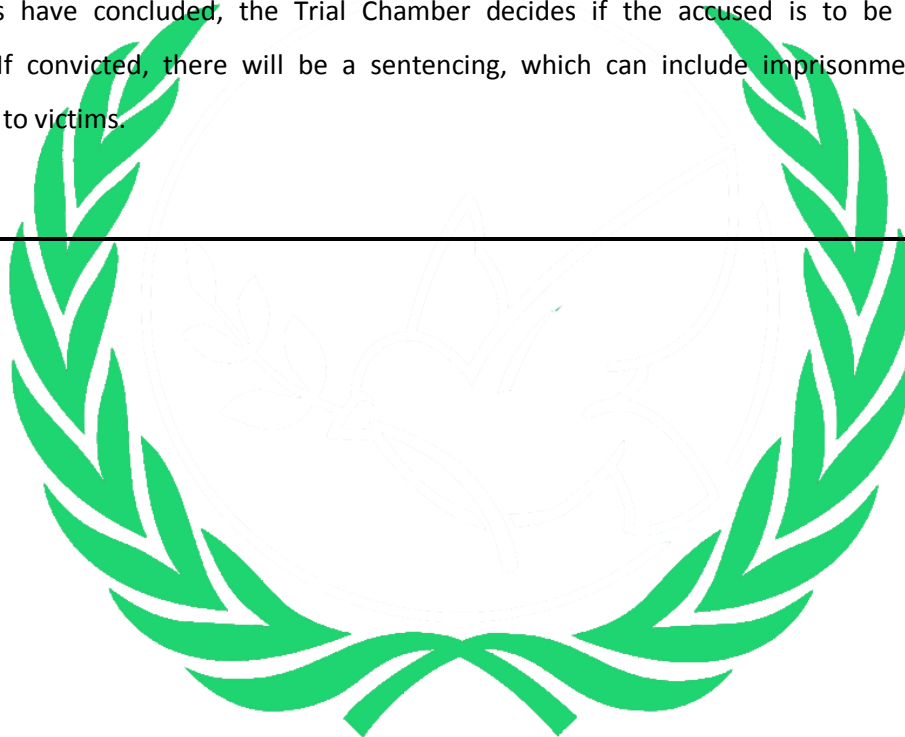 s have concluded, the Trial Chamber decides if the accused is to be
If convicted, there will be a sentencing, which can include imprisonme
to victims.